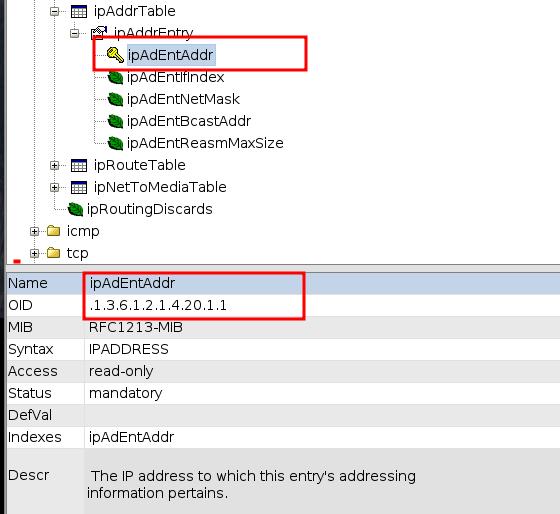 ipAddrTable
ipAddrEntry
ipAdEntAddr
ipAdEntIfIndex
ipAdEntNetMask
ipAdEntBcastAddr
ipAdEntReasmMaxSize
ipRouteTable
ipNetToMediaTable
ipRoutingDiscards
icmp
tcp
Name ipAdEntAddr
OID .1.3.6.1.2.1.4.20.1.1
MIB RFC1213-MIB
Syntax IPADDRESS
Access read-only
Status mandatory
DefVal
Indexes ipAdEntAddr
Descr The IP address to which this entry's addressing
information pertains.